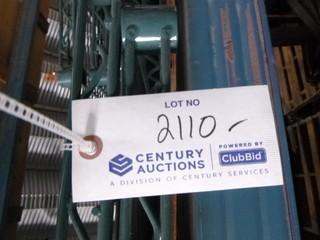 LOT NO
2110 -
CENTURY AUCTIONS
POWERED BY
ClubBid
A DIVISION OF CENTURY SERVICES